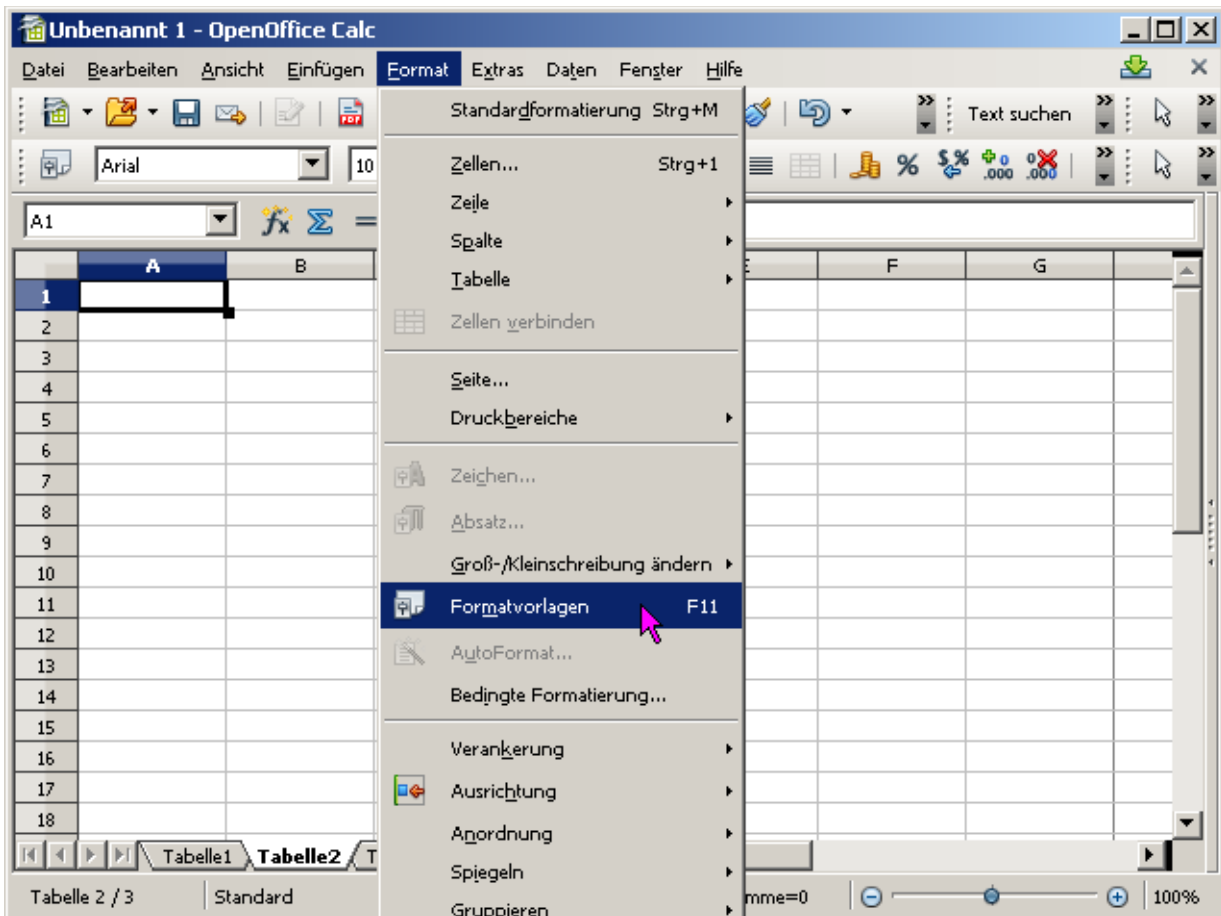 Unbenannt 1 - OpenOffice Calc
Datei Bearbeiten Ansicht Einfügen Format Extras Daten Fenster Hilfe
Standardformatierung Strg+M
Text suchen
Arial
10
Zellen... Strg+1
Zeile
A1
Spalte
Tabelle
Zellen verbinden
Seite...
Druckbereiche
Zeichen...
Absatz...
Groß-/Kleinschreibung ändern
Formatvorlagen F11
AutoFormat...
Bedingte Formatierung...
Verankerung
Ausrichtung
Anordnung
Spiegeln
Gruppieren
A B F G
1
2
3
4
5
6
7
8
9
10
11
12
13
14
15
16
17
18
Tabelle1 Tabelle2
Tabelle 2 / 3 Standard mme=0 100%